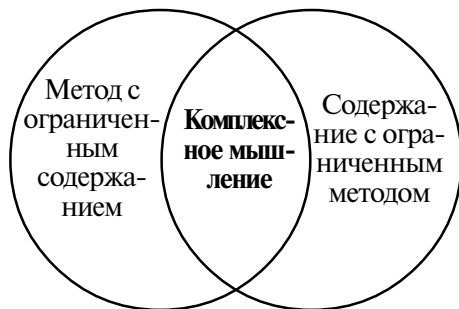 Метод с
ограничен-
ным
содержа-
нием
Комплекс-
ное мыш-
ление
Содержа-
ние с огра-
ниченным
методом